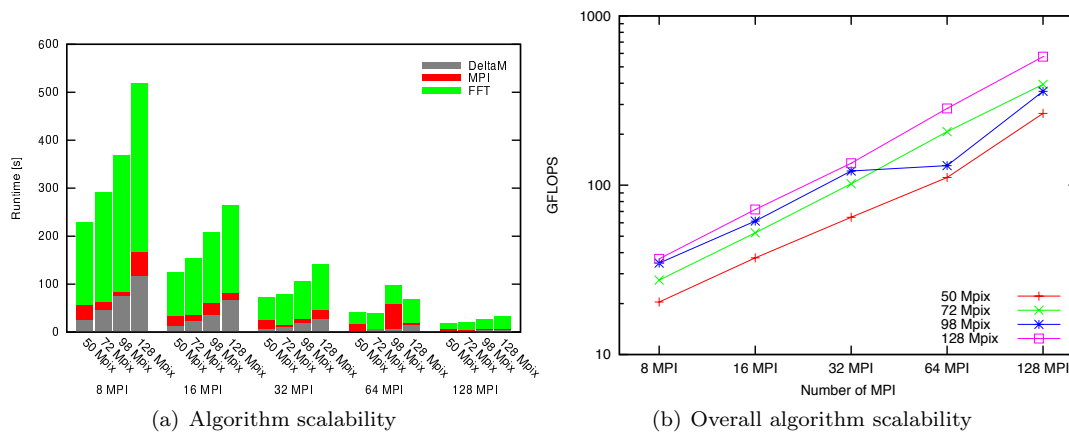 600
500
400
300
200
100
0
Runtime [s]
DeltaM
MPI
FFT
50 Mpix
72 Mpix
98 Mpix
128 Mpix
50 Mpix
72 Mpix
98 Mpix
128 Mpix
50 Mpix
72 Mpix
98 Mpix
128 Mpix
50 Mpix
72 Mpix
98 Mpix
128 Mpix
50 Mpix
72 Mpix
98 Mpix
128 Mpix
8 MPI
16 MPI
32 MPI
64 MPI
128 MPI
(a) Algorithm scalability
1000
100
10
GFLOPS
50 Mpix
72 Mpix
98 Mpix
128 Mpix
8 MPI
16 MPI
32 MPI
64 MPI
128 MPI
Number of MPI
(b) Overall algorithm scalability